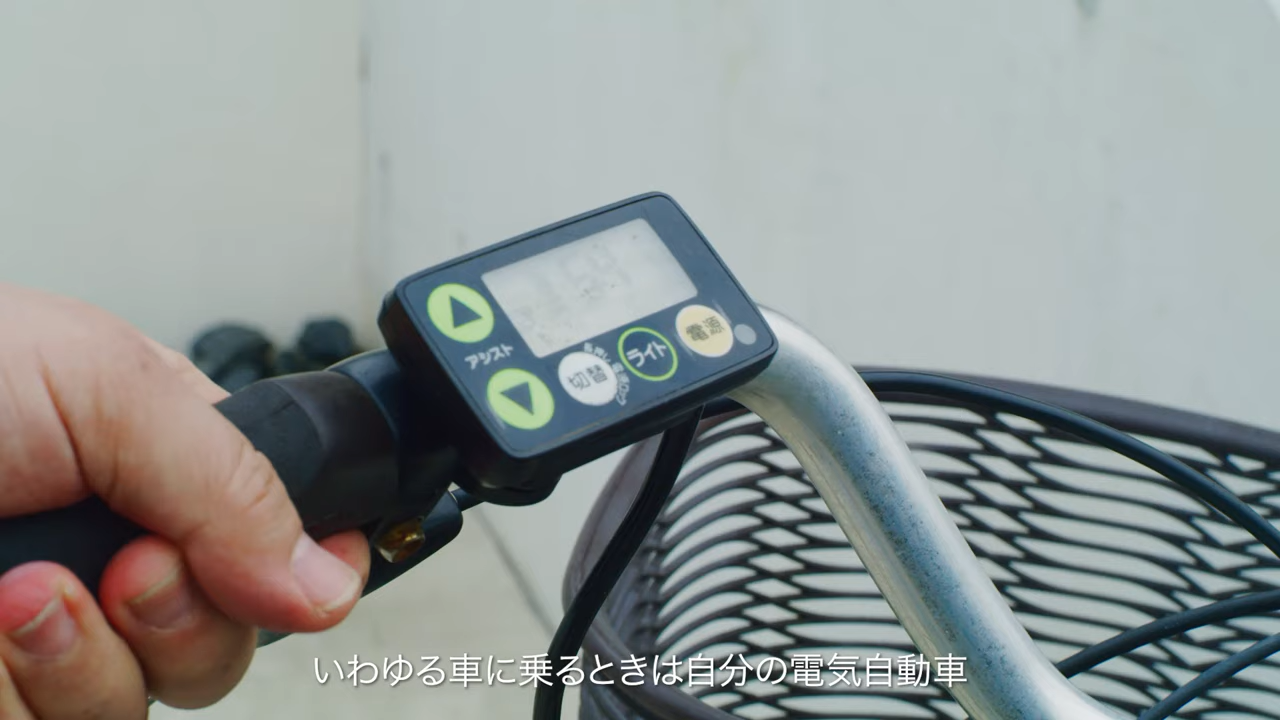 アシスト
切替
ライト
電源
いわゆる車に乗るときは自分の電気自動車